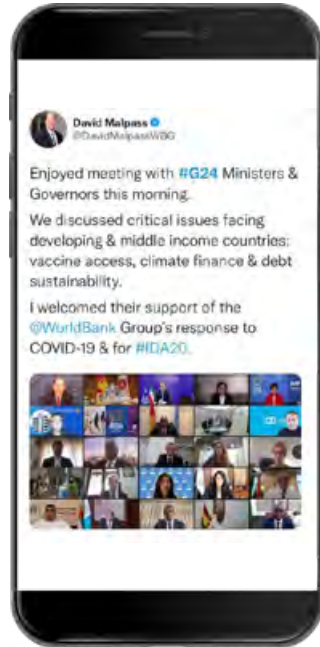 David Malpass
@DavidMalpassWBG
Enjoyed meeting with #G24 Ministers &
Governors this morning.
We discussed critical issues facing
developing & middle income countries:
vaccine access, climate finance & debt
sustainability.
I welcomed their support of the
@WorldBank Group's response to
COVID-19 & for #IDA20.